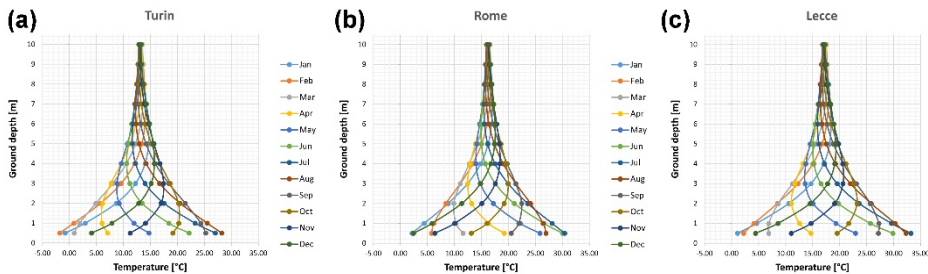 (a)
Turin
Ground depth [m]
10
9
8
7
6
5
4
3
2
1
0
-5.00 0.00 5.00 10.00 15.00 20.00 25.00 30.00 35.00
Temperature [°C]
Jan
Feb
Mar
Apr
May
Jun
Jul
Aug
Sep
Oct
Nov
Dec
(b)
Rome
Ground depth [m]
10
9
8
7
6
5
4
3
2
1
0
-5.00 0.00 5.00 10.00 15.00 20.00 25.00 30.00 35.00
Temperature [°C]
Jan
Feb
Mar
Apr
May
Jun
Jul
Aug
Sep
Oct
Nov
Dec
(c)
Lecce
Ground depth [m]
10
9
8
7
6
5
4
3
2
1
0
-5.00 0.00 5.00 10.00 15.00 20.00 25.00 30.00 35.00
Temperature [°C]
Jan
Feb
Mar
Apr
May
Jun
Jul
Aug
Sep
Oct
Nov
Dec